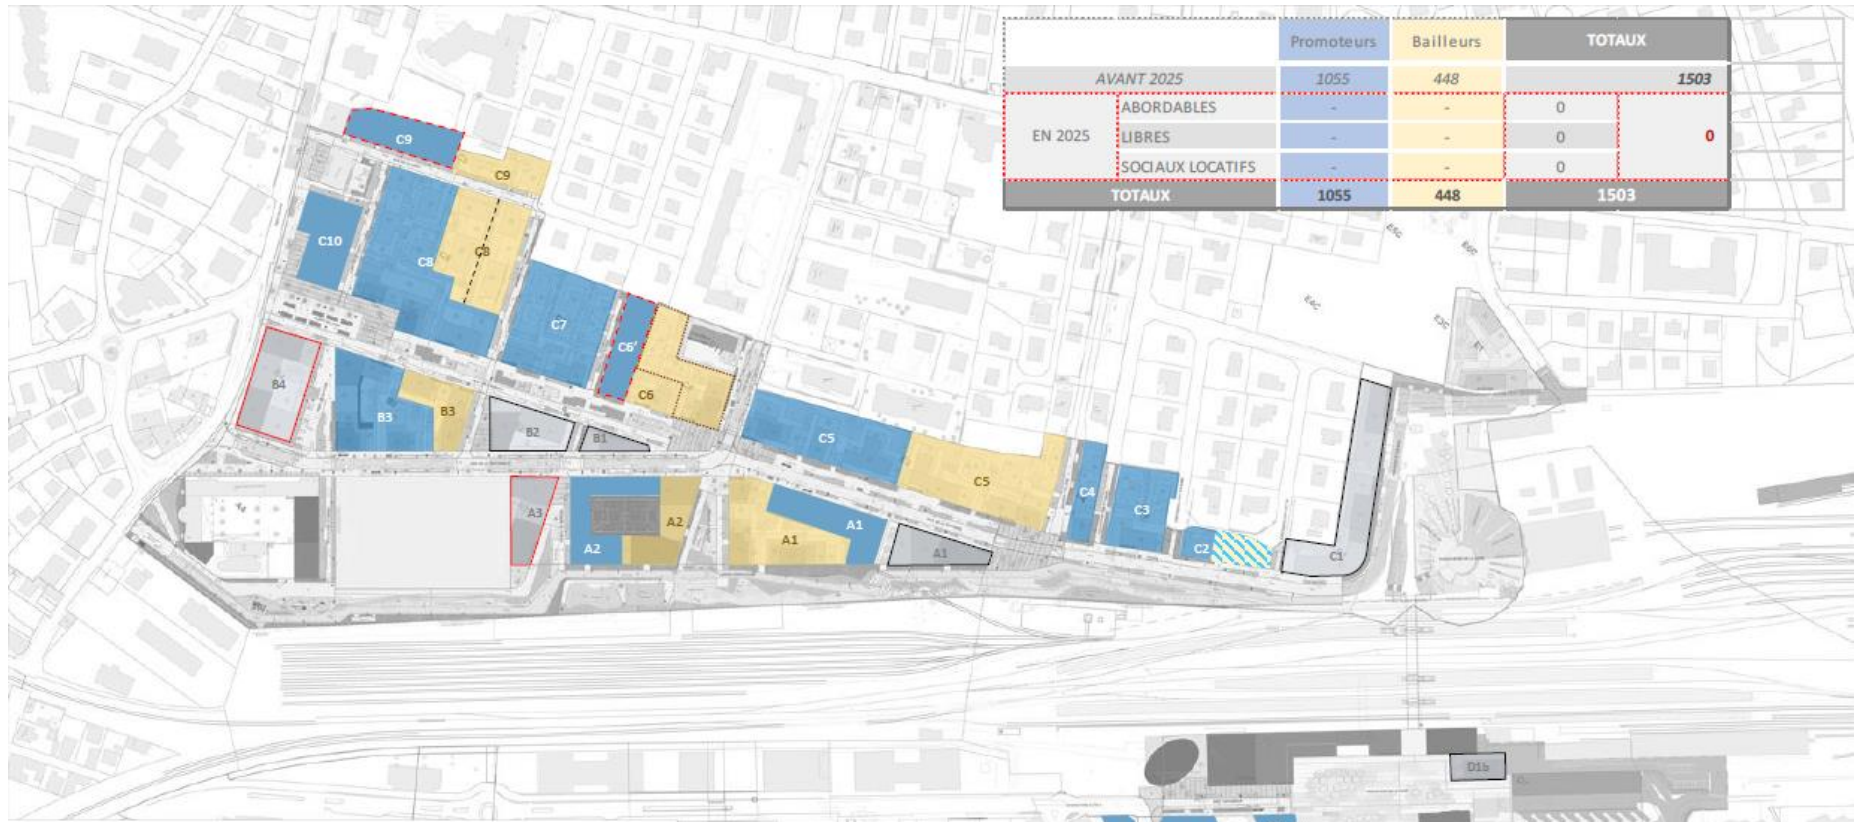 Promoteurs Bailleurs TOTAUX
AVANT 2025 1055 448 1503
ABORDABLES - - 0
EN 2025 LIBRES - - 0 0
SOCIAUX LOCATIFS - - 0
TOTAUX 1055 448 1503
C9
C9
C10
C8
C8
C7
C6'
C6
B4
B3
B3
B2
B1
C5
C5
C4
C3
C2
C1
A3
A2
A2
A1
A1
A1
D1b